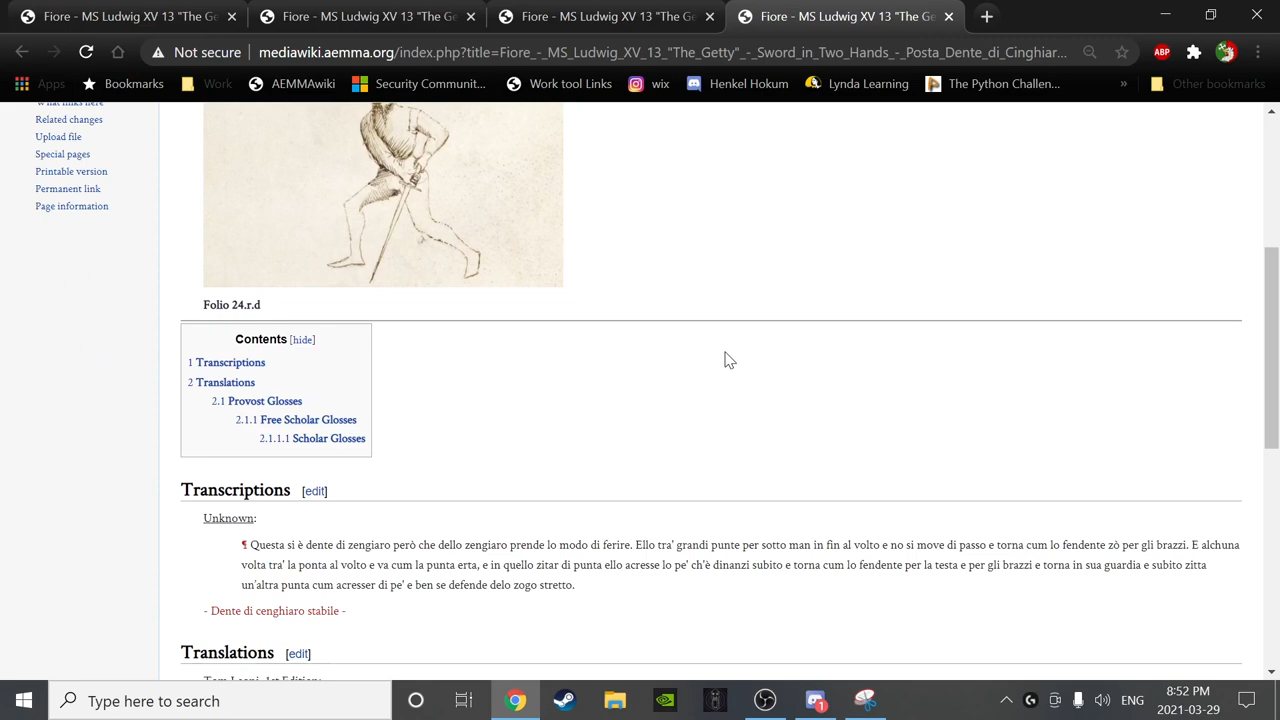 Fiore - MS Ludwig XV 13 "The Ge
Fiore - MS Ludwig XV 13 "The Ge
Fiore - MS Ludwig XV 13 "The Ge
Fiore - MS Ludwig XV 13 "The Ge
Not secure
mediawiki.aemma.org/index.php?title=Fiore_-_MS_Ludwig_XV_13_"The_Getty"_-_Sword_in_Two_Hands_-_Posta_Dente_di_Cinghiar...
ABP
Apps
Bookmarks
Work
AEMMAwiki
Security Communit...
Work tool Links
wix
Henkel Hokum
Lynda Learning
The Python Challen...
»
Other bookmarks
What links here
Related changes
Upload file
Special pages
Printable version
Permanent link
Page information
Folio 24.r.d
Contents [hide]
1 Transcriptions
2 Translations
2.1 Provost Glosses
2.1.1 Free Scholar Glosses
2.1.1.1 Scholar Glosses
Transcriptions [edit]
Unknown:
¶ Questa si è dente di zengiaro però che dello zengiaro prende lo modo di ferire. Ello tra' grandi punte per sotto man in fin al volto e no si move di passo e torna cum lo fendente zò per gli brazzi. E alchuna
volta tra' la ponta al volto e va cum la punta erta, e in quello zitar di punta ello acresse lo pe' ch'è dinanzi subito e torna cum lo fendente per la testa e per gli brazzi e torna in sua guardia e subito zitta
un'altra punta cum acresser di pe' e ben se defende delo zogo stretto.
- Dente di cenghiaro stabile -
Translations [edit]
Tom Leoni, 1st Edition:
Type here to search
1
ENG
8:52 PM
2021-03-29